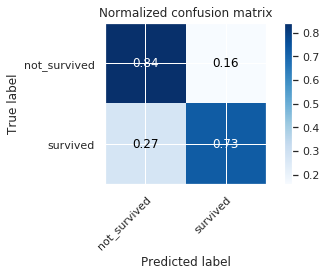 Normalized confusion matrix
True label
not_survived
survived
0.84 0.16
0.27 0.73
not_survived
survived
Predicted label
0.8
0.7
0.6
0.5
0.4
0.3
0.2